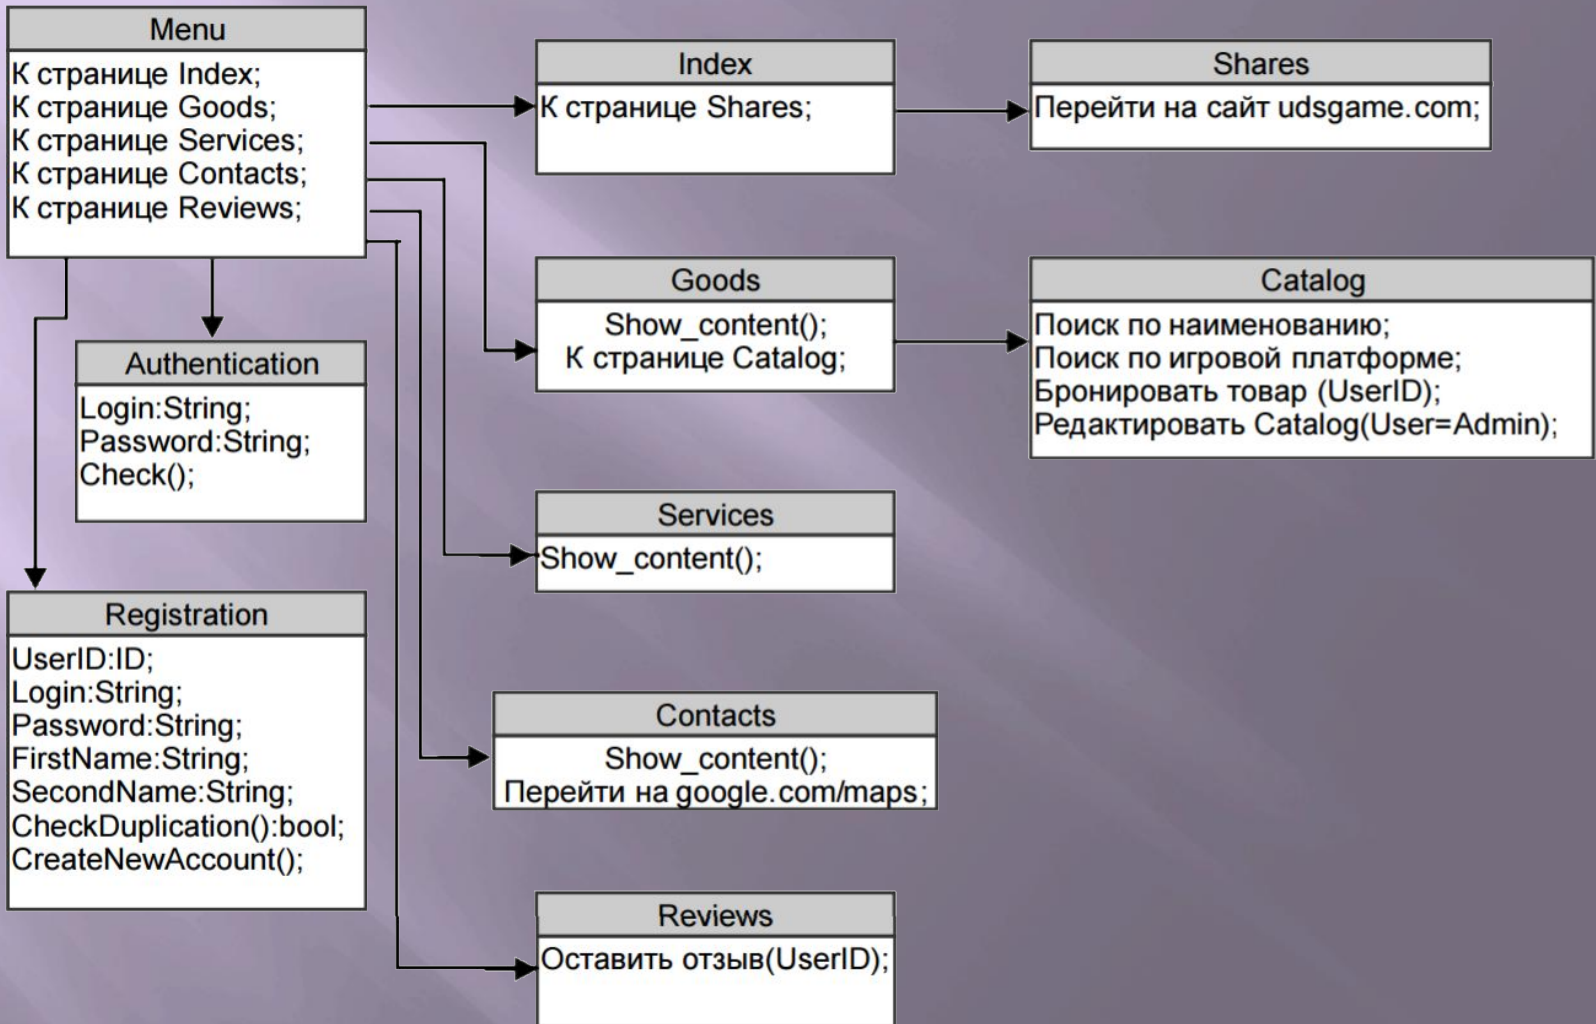 Menu
К странице Index;
К странице Goods;
К странице Services;
К странице Contacts;
К странице Reviews;
Index
К странице Shares;
Shares
Перейти на сайт udsgame.com;
Goods
Show_content();
К странице Catalog;
Catalog
Поиск по наименованию;
Поиск по игровой платформе;
Бронировать товар (UserID);
Редактировать Catalog(User=Admin);
Authentication
Login:String;
Password:String;
Check();
Services
Show_content();
Registration
UserID:ID;
Login:String;
Password:String;
FirstName:String;
SecondName:String;
CheckDuplication():bool;
CreateNewAccount();
Contacts
Show_content();
Перейти на google.com/maps;
Reviews
Оставить отзыв(UserID);